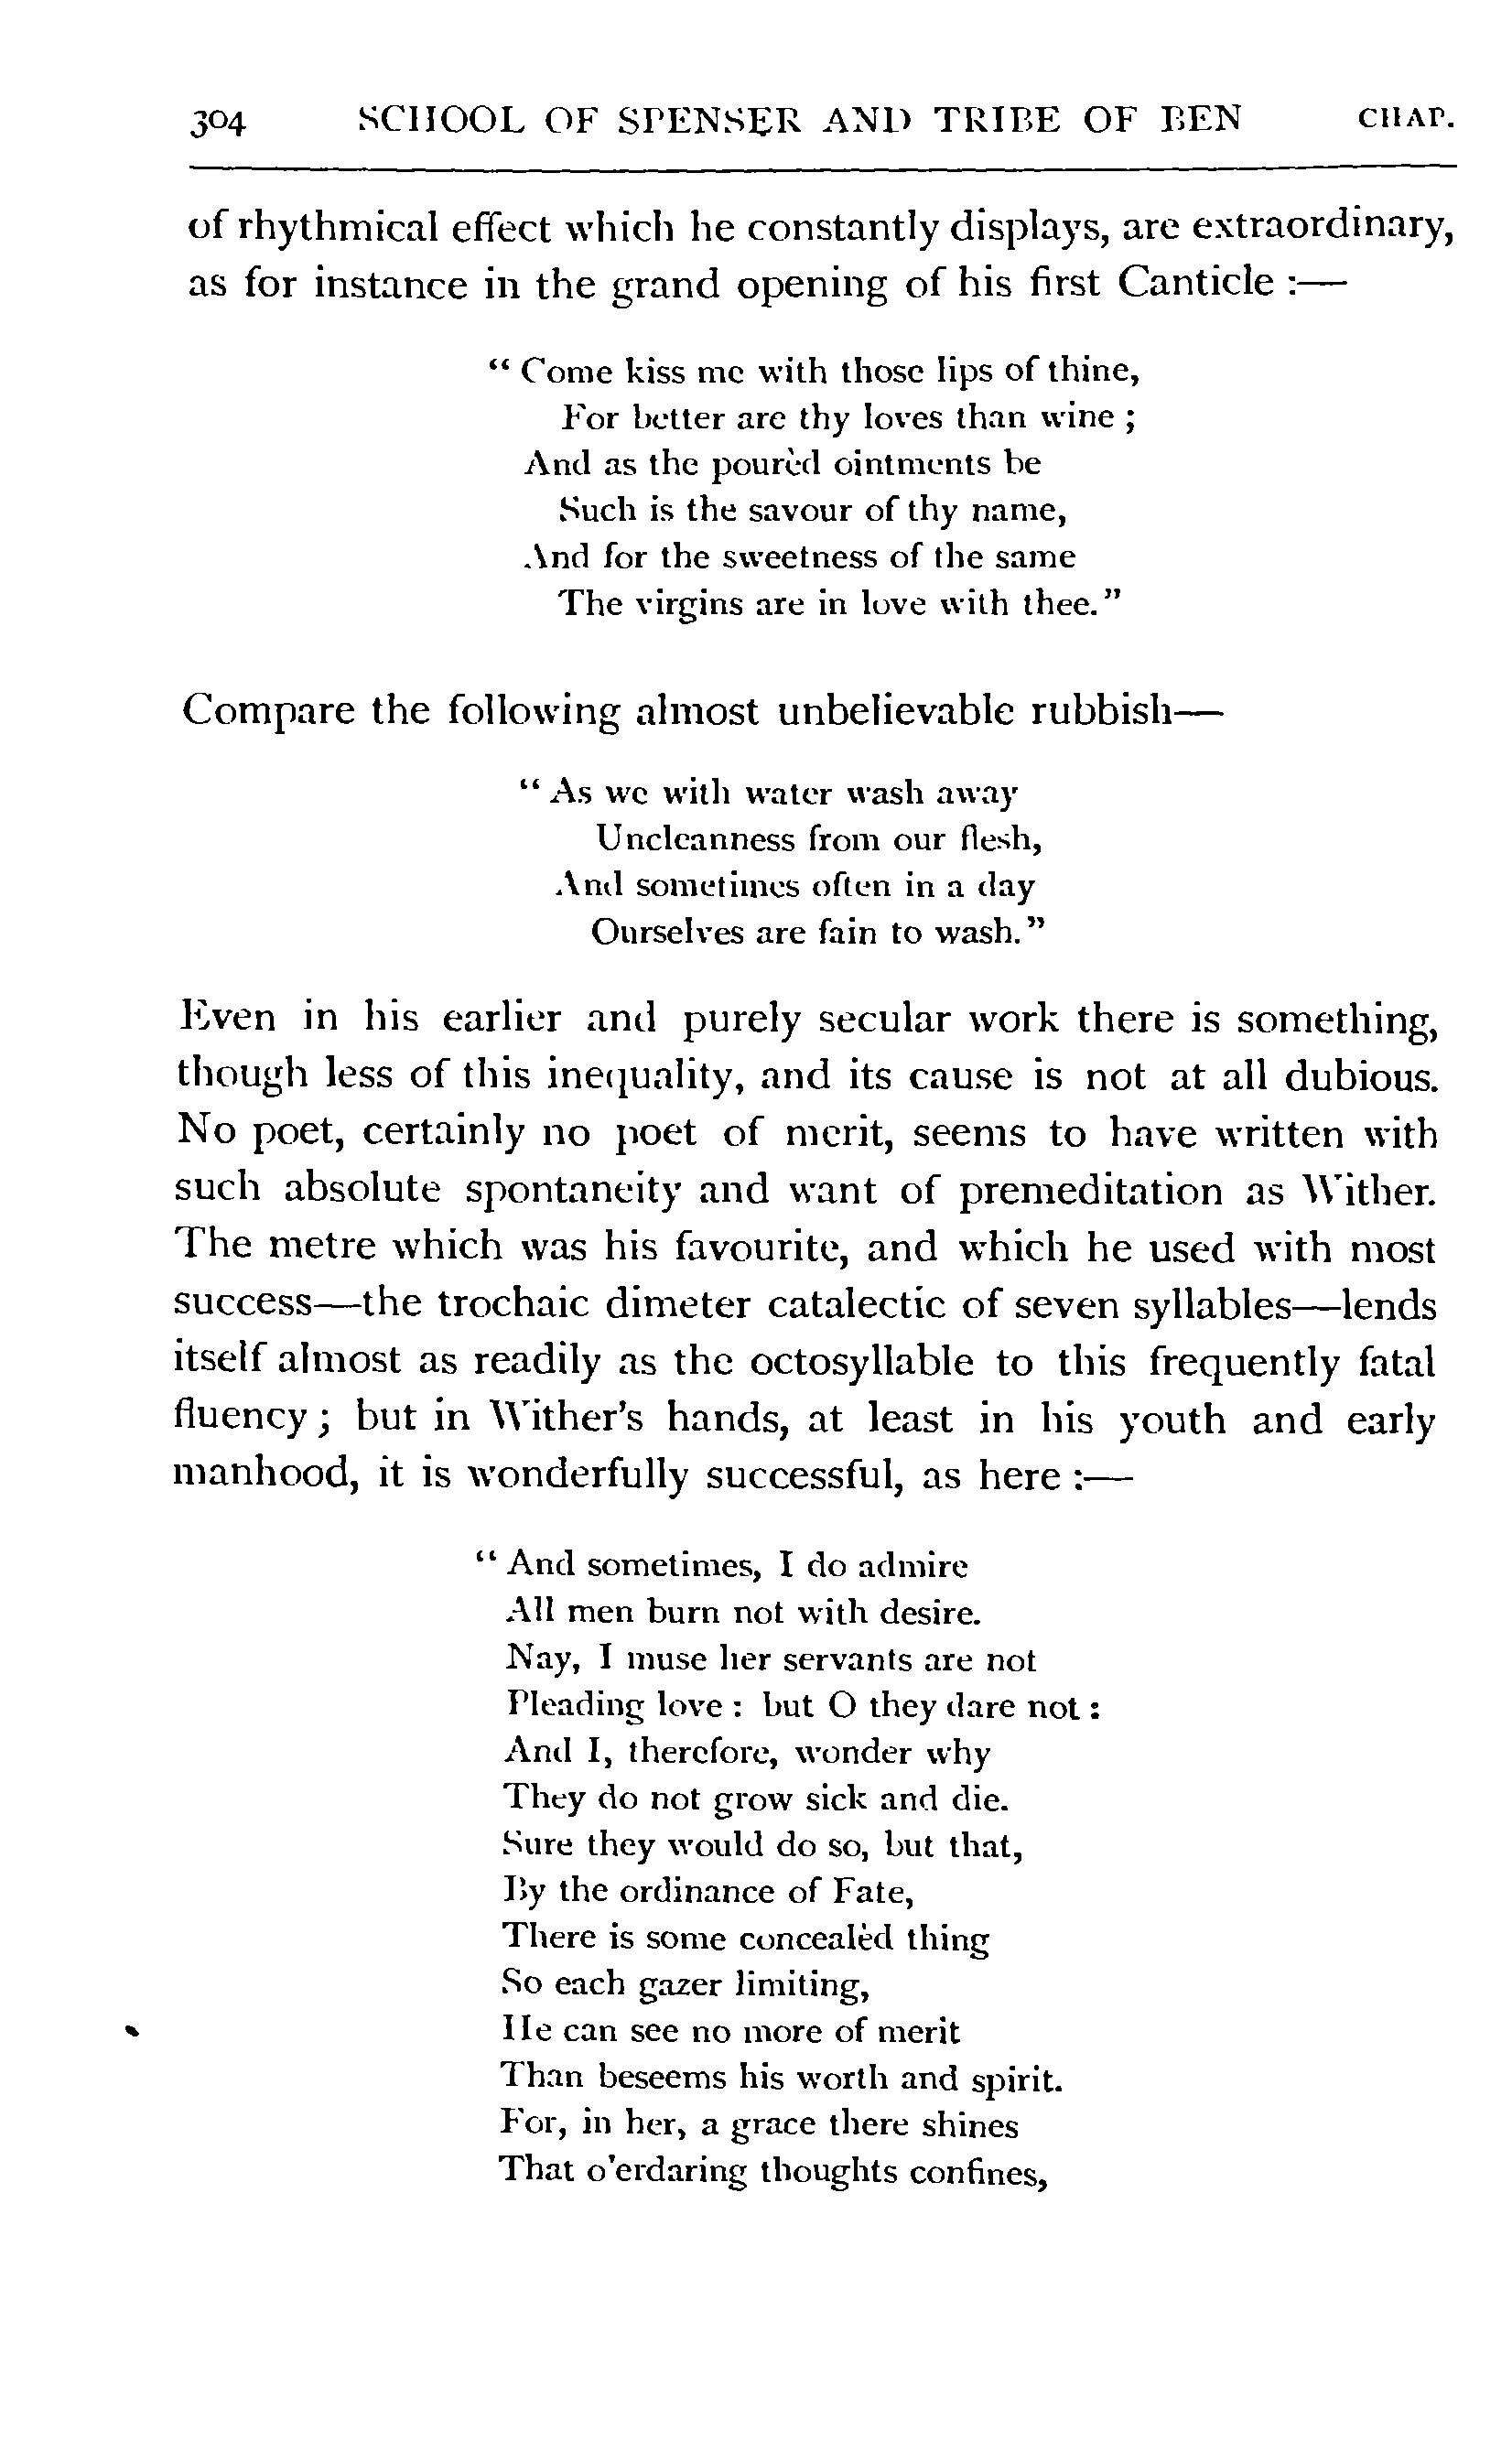 304 SCHOOL OF SPENSER AND TRIBE OF BEN CHAP.
of rhythmical effect which he constantly displays, are extraordinary,
as for instance in the grand opening of his first Canticle :—
“ Come kiss me with those lips of thine,
For better are thy loves than wine ;
And as the pourèd ointments be
Such is the savour of thy name,
And for the sweetness of the same
The virgins are in love with thee.”
Compare the following almost unbelievable rubbish—
“ As we with water wash away
Uncleanness from our flesh,
And sometimes often in a day
Ourselves are fain to wash.”
Even in his earlier and purely secular work there is something,
though less of this inequality, and its cause is not at all dubious.
No poet, certainly no poet of merit, seems to have written with
such absolute spontaneity and want of premeditation as Wither.
The metre which was his favourite, and which he used with most
success—the trochaic dimeter catalectic of seven syllables—lends
itself almost as readily as the octosyllable to this frequently fatal
fluency ; but in Wither’s hands, at least in his youth and early
manhood, it is wonderfully successful, as here :—
“ And sometimes, I do admire
All men burn not with desire.
Nay, I muse her servants are not
Pleading love : but O they dare not :
And I, therefore, wonder why
They do not grow sick and die.
Sure they would do so, but that,
By the ordinance of Fate,
There is some concealèd thing
So each gazer limiting,
He can see no more of merit
Than beseems his worth and spirit.
For, in her, a grace there shines
That o’erdaring thoughts confines,